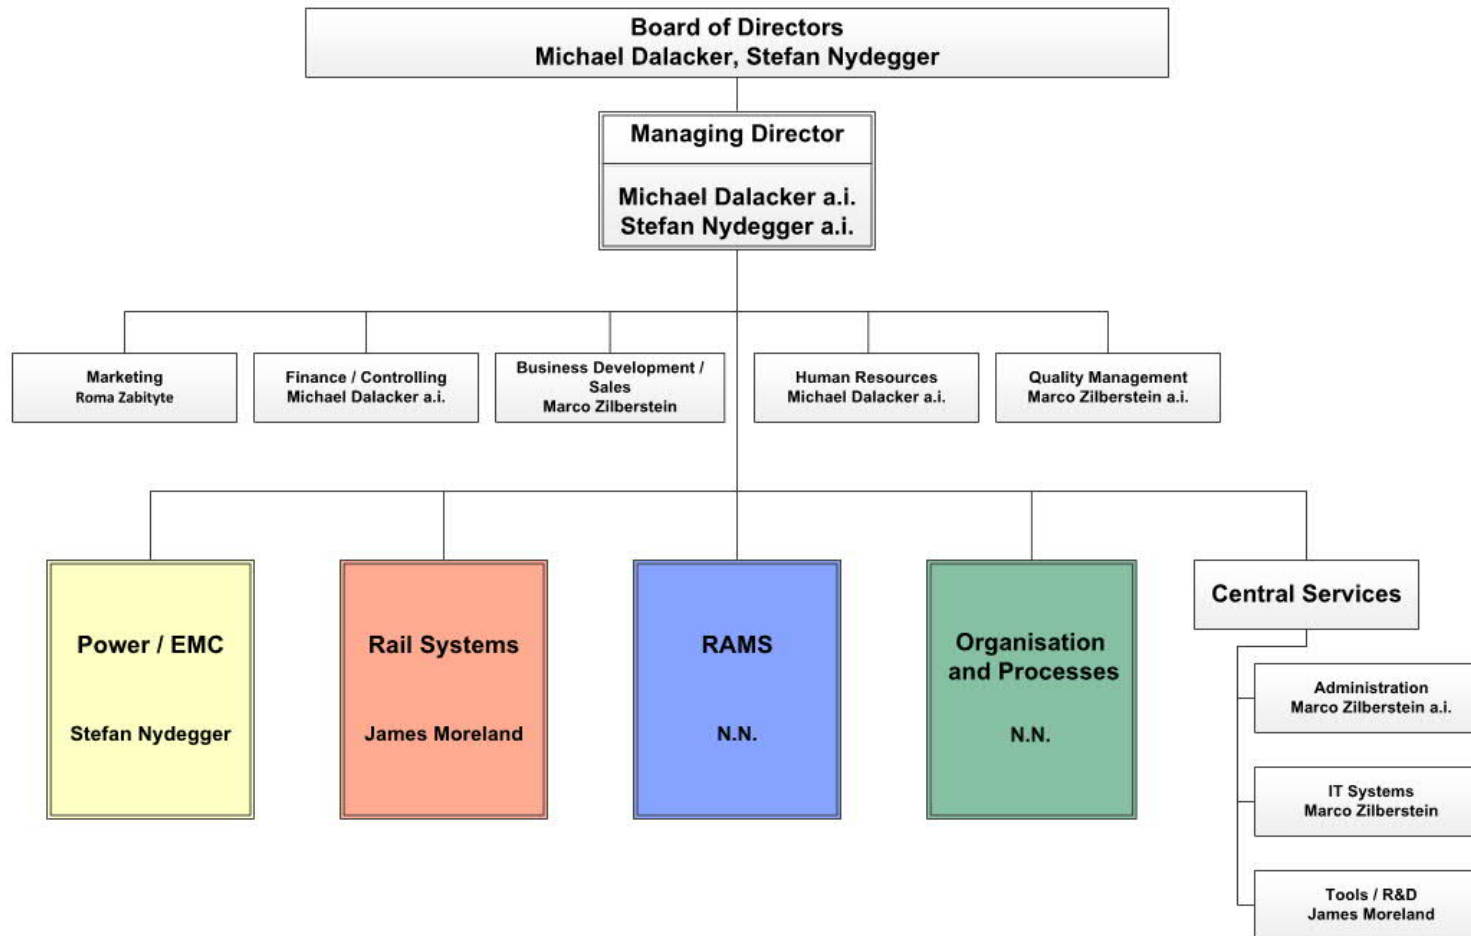 Board of Directors
Michael Dalacker, Stefan Nydegger
Managing Director
Michael Dalacker a.i.
Stefan Nydegger a.i.
Marketing
Roma Zabityte
Finance / Controlling
Michael Dalacker a.i.
Business Development /
Sales
Marco Zilberstein
Human Resources
Michael Dalacker a.i.
Quality Management
Marco Zilberstein a.i.
Power / EMC
Stefan Nydegger
Rail Systems
James Moreland
RAMS
N.N.
Organisation
and Processes
N.N.
Central Services
Administration
Marco Zilberstein a.i.
IT Systems
Marco Zilberstein
Tools / R&D
James Moreland